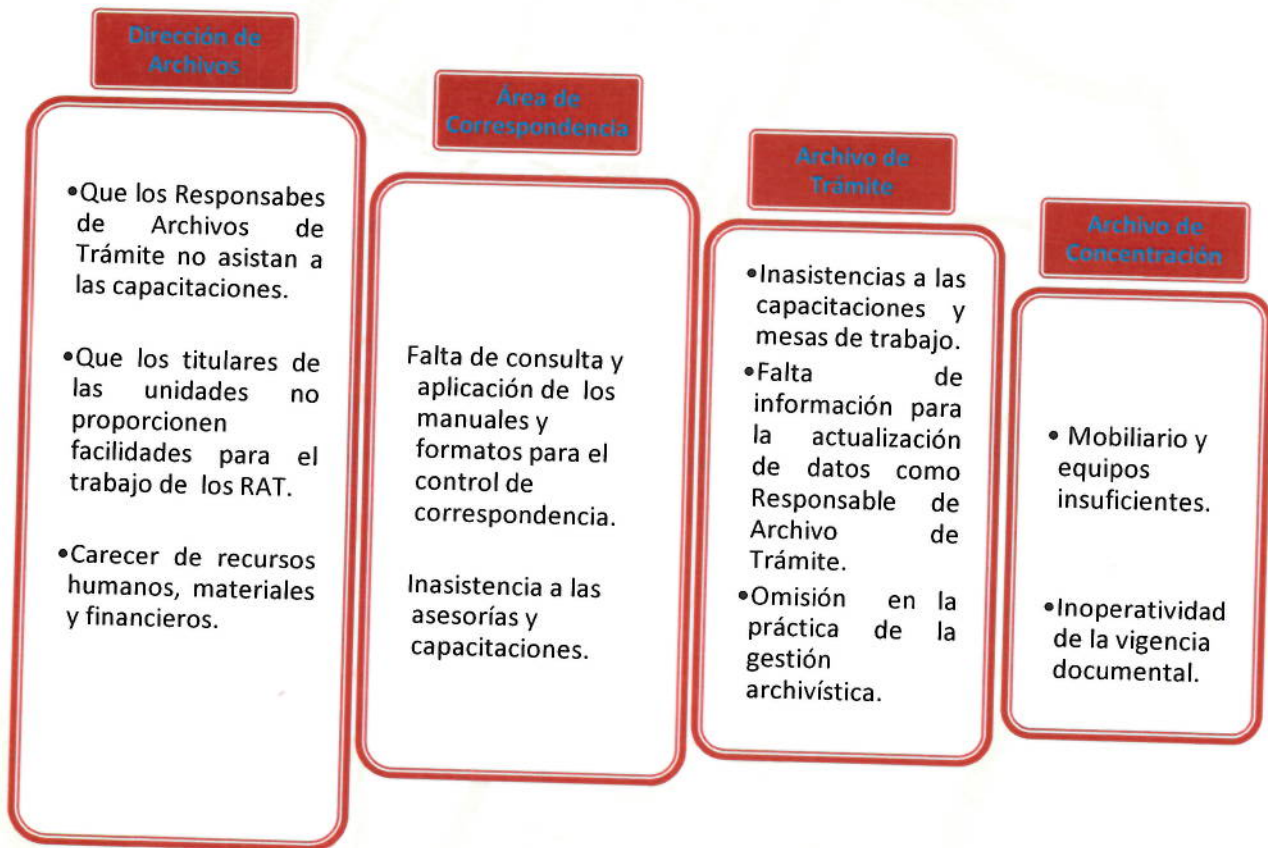 Dirección de
Archivos
•Que los Responsabes
de Archivos de
Trámite no asistan a
las capacitaciones.
•Que los titulares de
las unidades no
proporcionen
facilidades para el
trabajo de los RAT.
•Carecer de recursos
humanos, materiales
y financieros.
Área de
Correspondencia
Falta de consulta y
aplicación de los
manuales y
formatos para el
control de
correspondencia.
Inasistencia a las
asesorías y
capacitaciones.
Archivo de
Trámite
•Inasistencias a las
capacitaciones y
mesas de trabajo.
•Falta de
información para
la actualización
de datos como
Responsable de
Archivo de
Trámite.
•Omisión en la
práctica de la
gestión
archivística.
Archivo de
Concentración
• Mobiliario y
equipos
insuficientes.
•Inoperatividad
de la vigencia
documental.